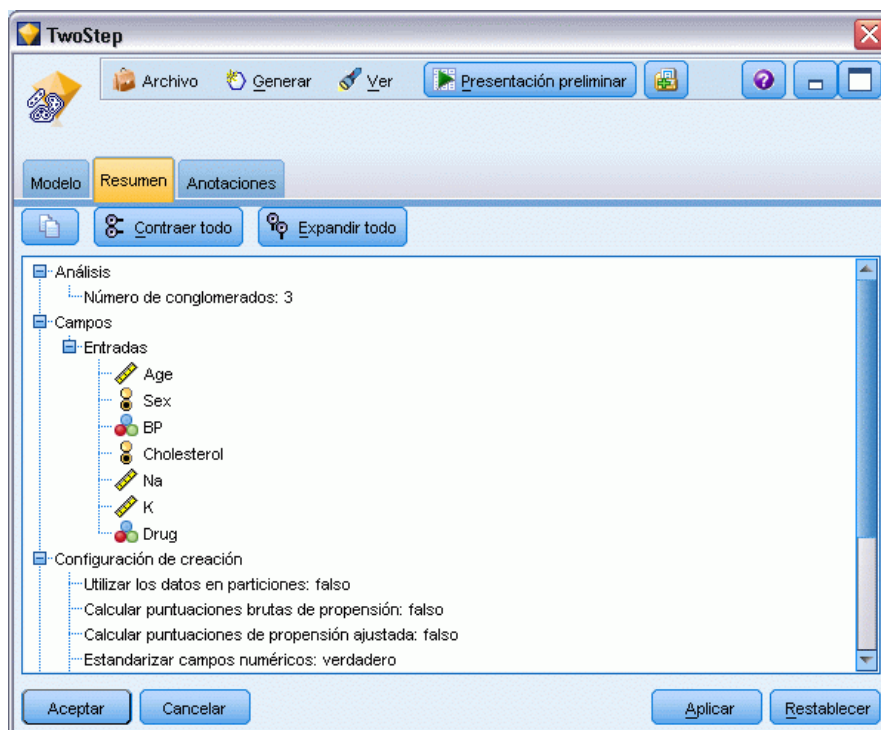 TwoStep
Archivo Generar Ver Presentación preliminar ?
Modelo Resumen Anotaciones
Contraer todo Expandir todo
Análisis
Número de conglomerados: 3
Campos
Entradas
Age
Sex
BP
Cholesterol
Na
K
Drug
Configuración de creación
Utilizar los datos en particiones: falso
Calcular puntuaciones brutas de propensión: falso
Calcular puntuaciones de propensión ajustada: falso
Estandarizar campos numéricos: verdadero
Aceptar Cancelar Aplicar Restablecer